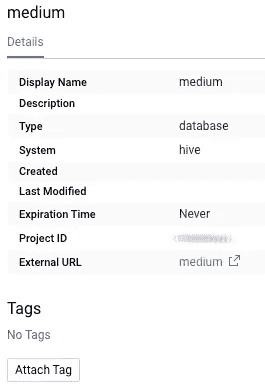 medium
Details
Display Name medium
Description
Type database
System hive
Created
Last Modified
Expiration Time Never
Project ID
External URL medium
Tags
No Tags
Attach Tag